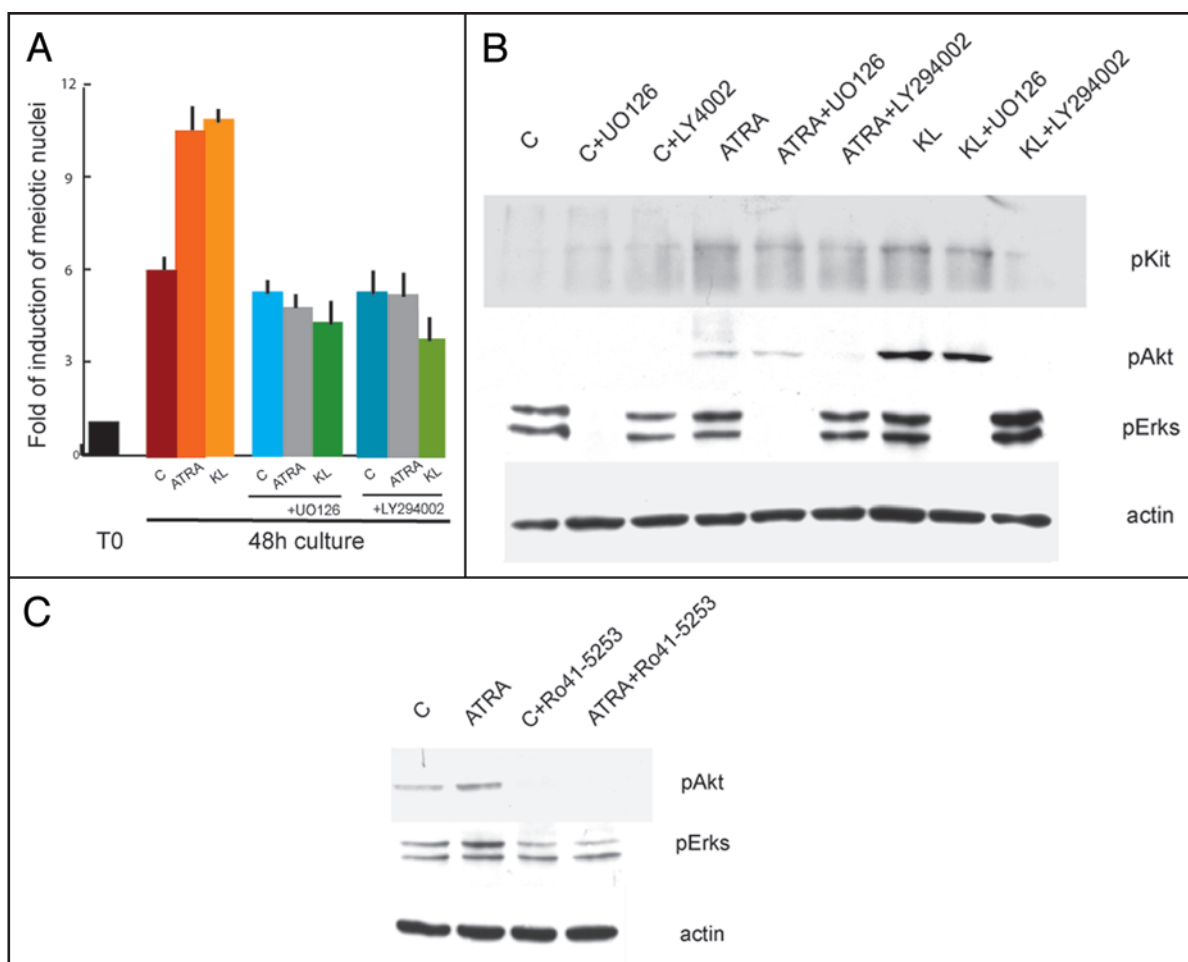 A
Fold of induction of meiotic nuclei
12
9
6
3
0
C ATRA KL C ATRA KL C ATRA KL
+UO126 +LY294002
T0 48h culture
B
C C+UO126 C+LY4002 ATRA ATRA+UO126 ATRA+LY294002 KL KL+UO126 KL+LY294002
pKit
pAkt
pErks
actin
C
C ATRA C+Ro41-5253 ATRA+Ro41-5253
pAkt
pErks
actin